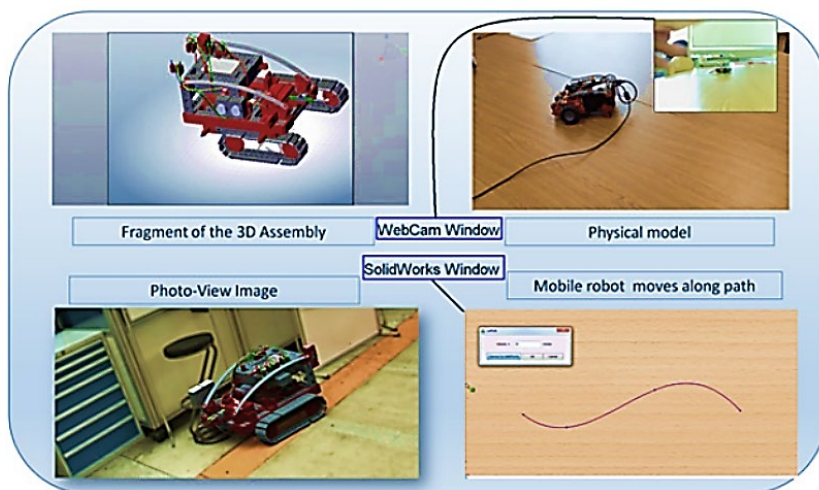 Fragment of the 3D Assembly
WebCam Window
Physical model
SolidWorks Window
Photo-View Image
Mobile robot moves along path